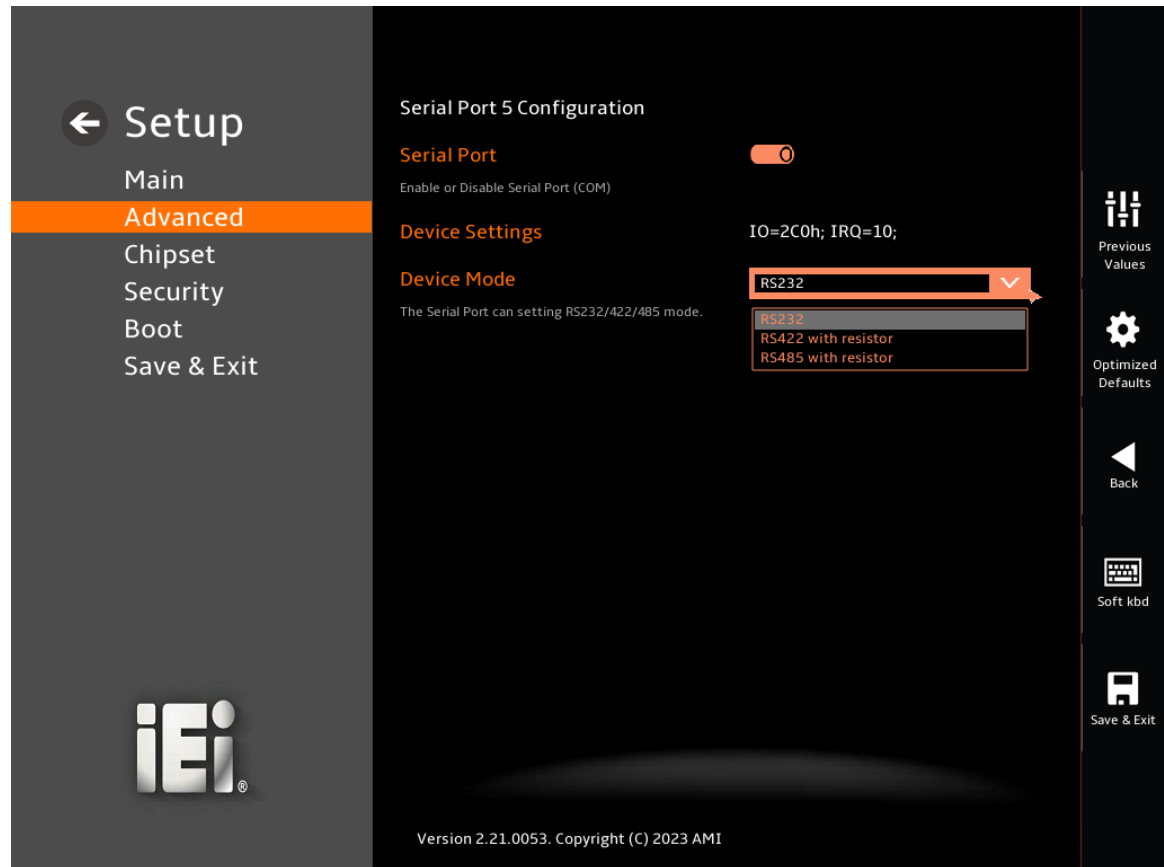 Setup
Main
Advanced
Chipset
Security
Boot
Save & Exit
iEi®
Serial Port 5 Configuration
Serial Port
Enable or Disable Serial Port (COM)
Device Settings
IO=2C0h; IRQ=10;
Device Mode
RS232
The Serial Port can setting RS232/422/485 mode.
RS232
RS422 with resistor
RS485 with resistor
Version 2.21.0053. Copyright (C) 2023 AMI
Previous
Values
Optimized
Defaults
Back
Soft kbd
Save & Exit